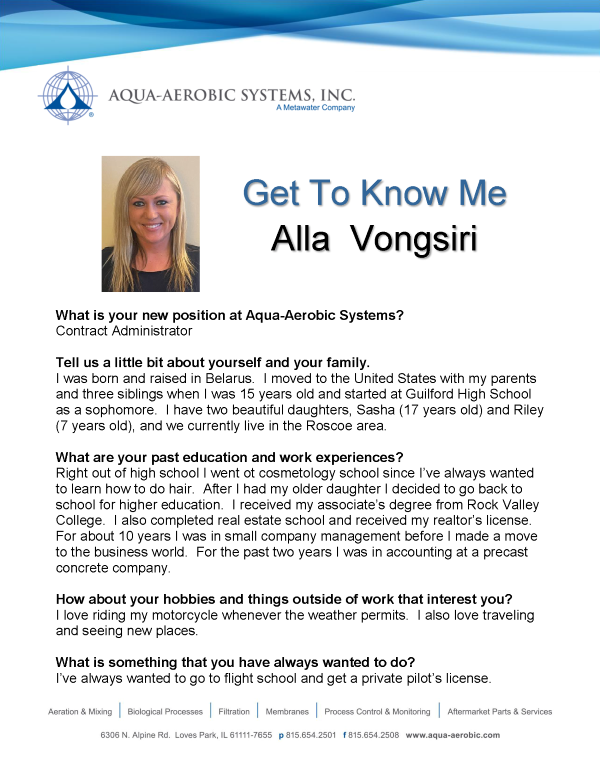 AQUA-AEROBIC SYSTEMS, INC.
A Metawater Company
®
Get To Know Me
Alla Vongsiri
What is your new position at Aqua-Aerobic Systems?
Contract Administrator
Tell us a little bit about yourself and your family.
I was born and raised in Belarus. I moved to the United States with my parents
and three siblings when I was 15 years old and started at Guilford High School
as a sophomore. I have two beautiful daughters, Sasha (17 years old) and Riley
(7 years old), and we currently live in the Roscoe area.
What are your past education and work experiences?
Right out of high school I went ot cosmetology school since I've always wanted
to learn how to do hair. After I had my older daughter I decided to go back to
school for higher education. I received my associate's degree from Rock Valley
College. I also completed real estate school and received my realtor's license.
For about 10 years I was in small company management before I made a move
to the business world. For the past two years I was in accounting at a precast
concrete company.
How about your hobbies and things outside of work that interest you?
I love riding my motorcycle whenever the weather permits. I also love traveling
and seeing new places.
What is something that you have always wanted to do?
I've always wanted to go to flight school and get a private pilot's license.
Aeration & Mixing | Biological Processes | Filtration | Membranes | Process Control & Monitoring | Aftermarket Parts & Services
6306 N. Alpine Rd. Loves Park, IL 61111-7655 p 815.654.2501 f 815.654.2508 www.aqua-aerobic.com